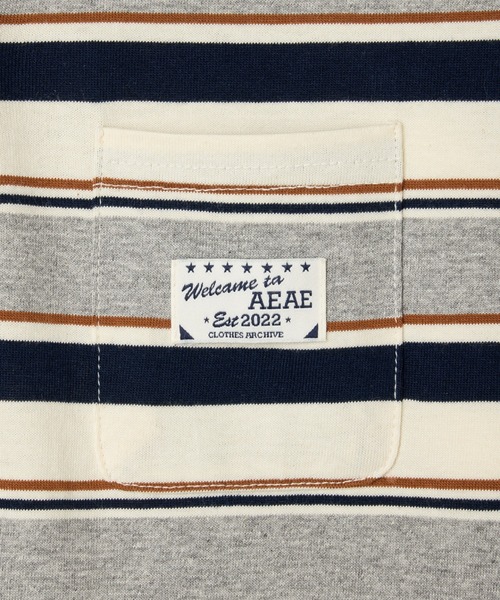 Welcame ta
AEAE
Est 2022
CLOTHES ARCHIVE